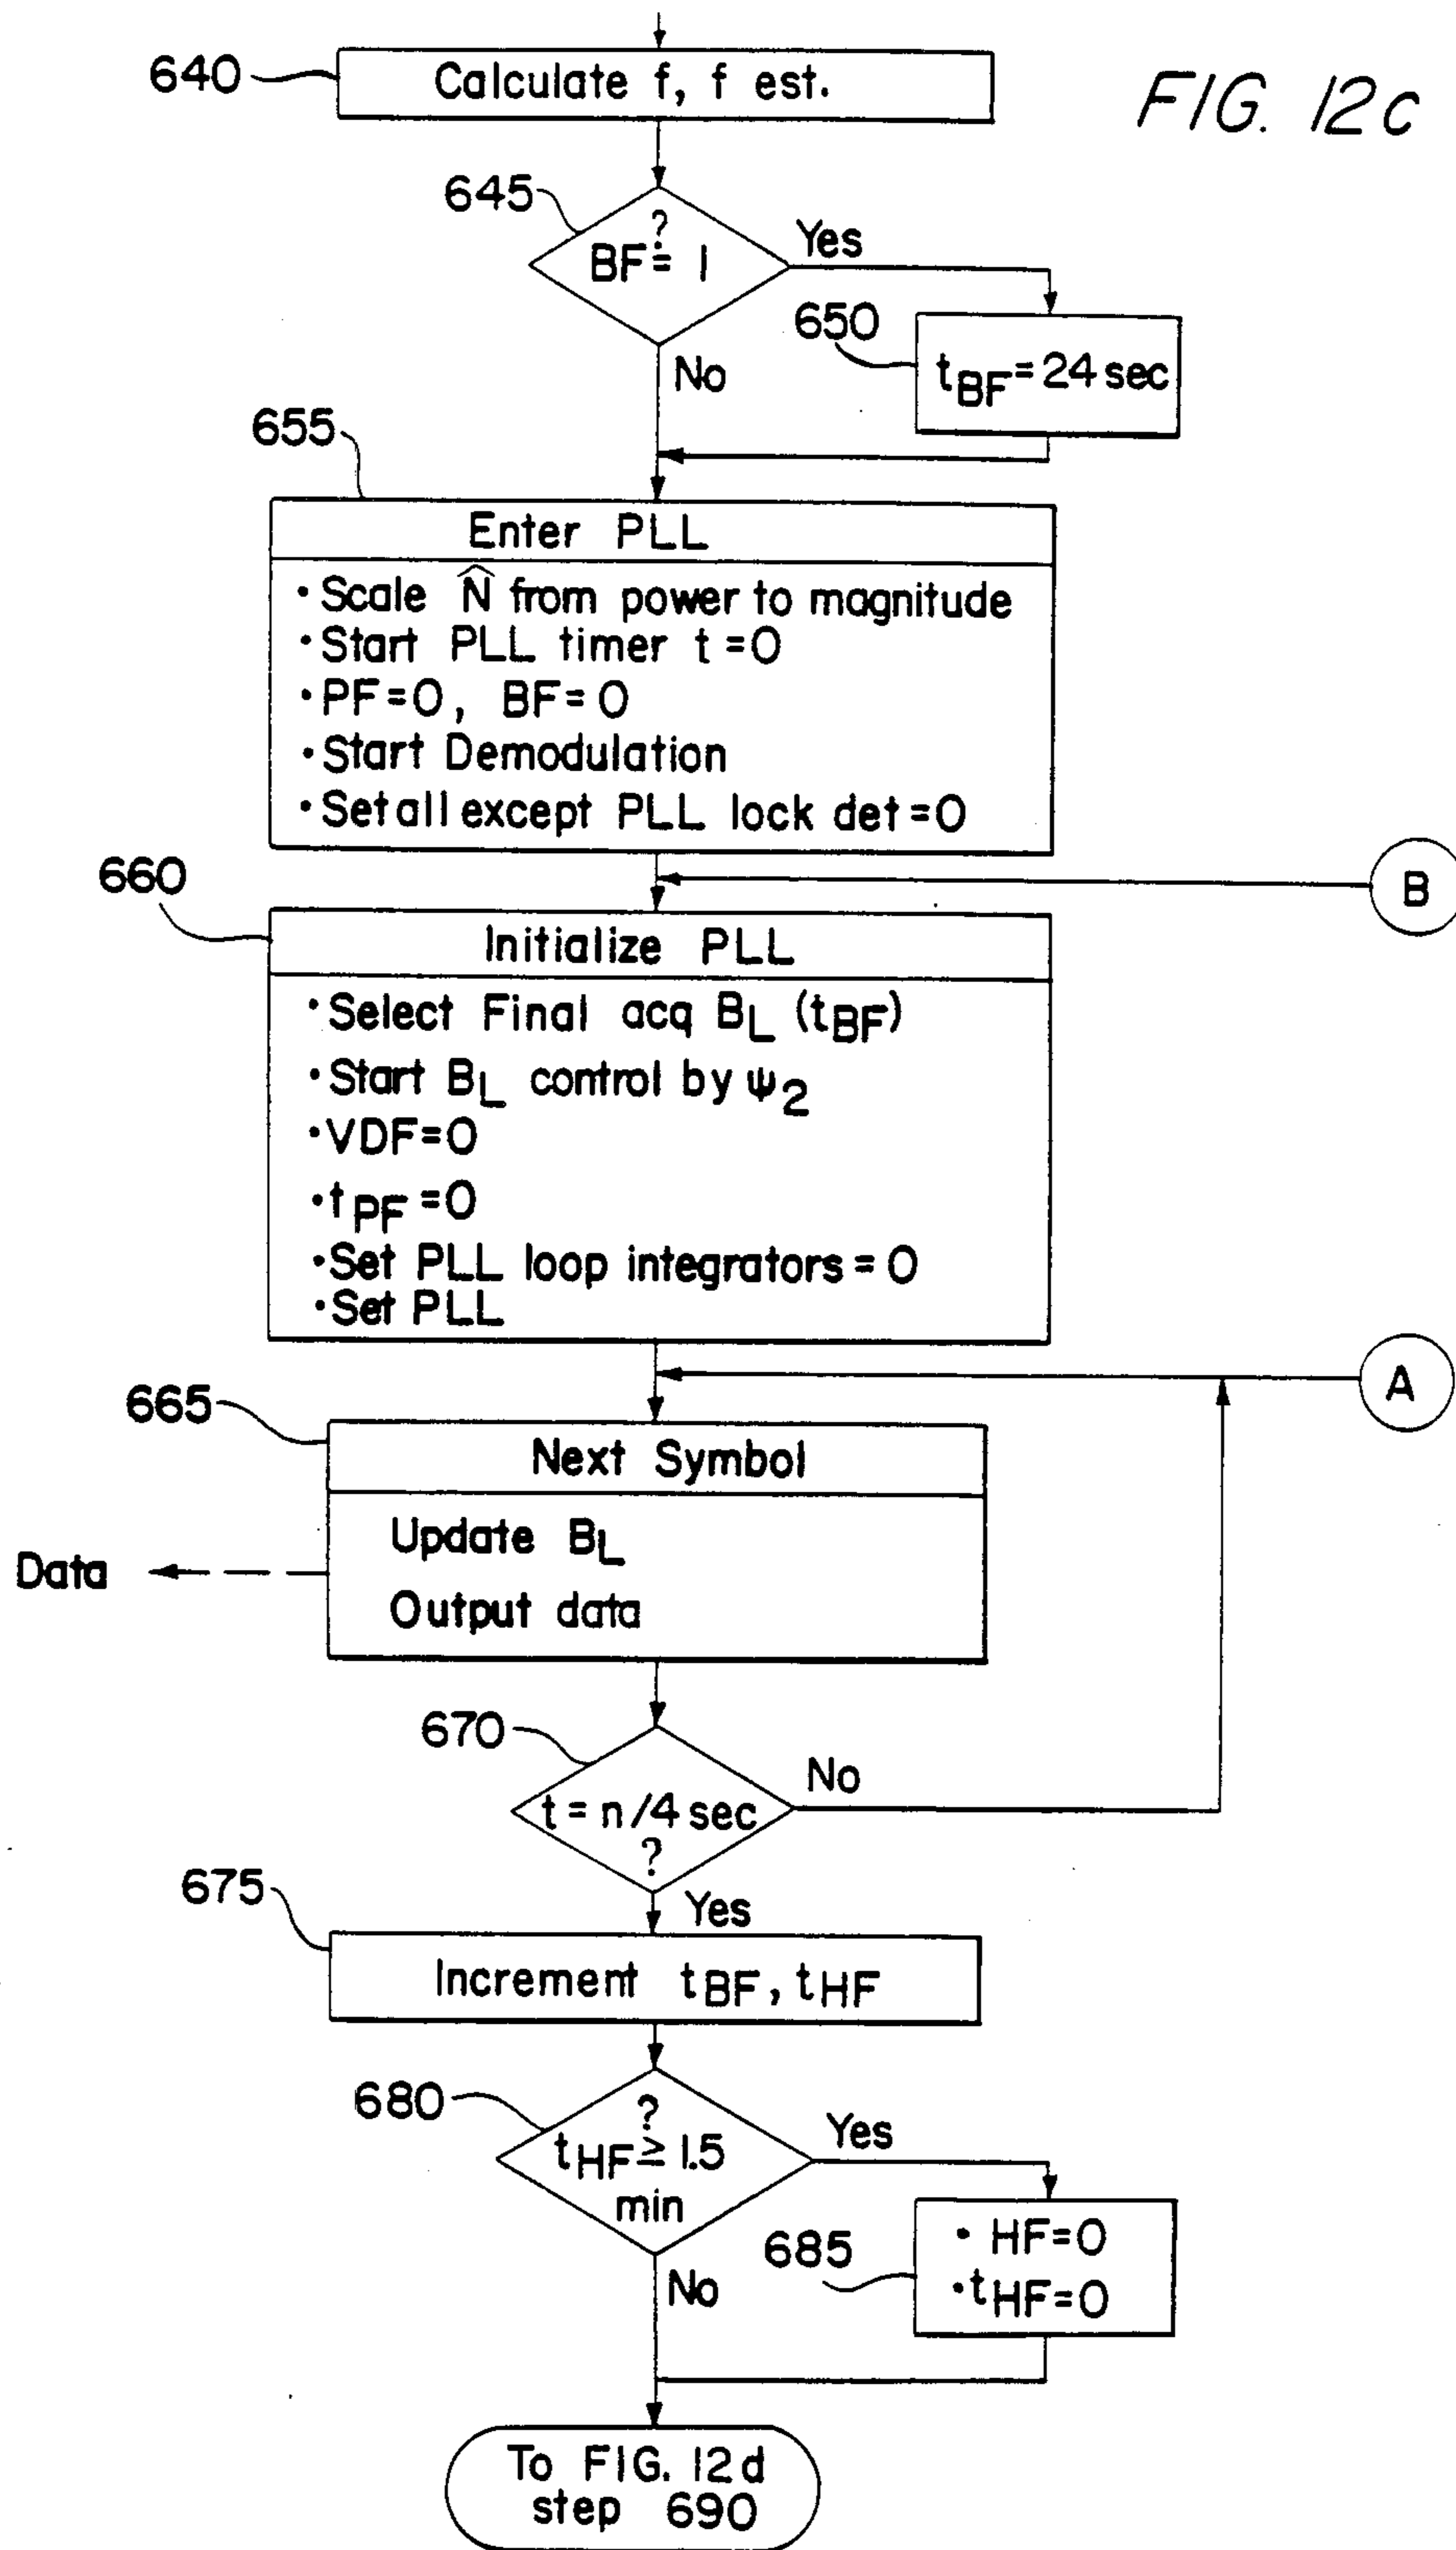 FIG. 12c
640
Calculate f, f est.
645
?
BF = 1
Yes
No
650
tBF = 24 sec
655
Enter PLL
• Scale N̂ from power to magnitude
• Start PLL timer t = 0
• PF = 0, BF = 0
• Start Demodulation
• Set all except PLL lock det = 0
B
660
Initialize PLL
• Select Final acq BL (tBF)
• Start BL control by ψ2
• VDF = 0
• tPF = 0
• Set PLL loop integrators = 0
• Set PLL
A
665
Next Symbol
Update BL
Output data
Data
670
t = n/4 sec
?
No
Yes
675
Increment tBF, tHF
680
?
tHF ≥ 1.5
min
Yes
No
685
• HF = 0
• tHF = 0
To FIG. 12d
step 690